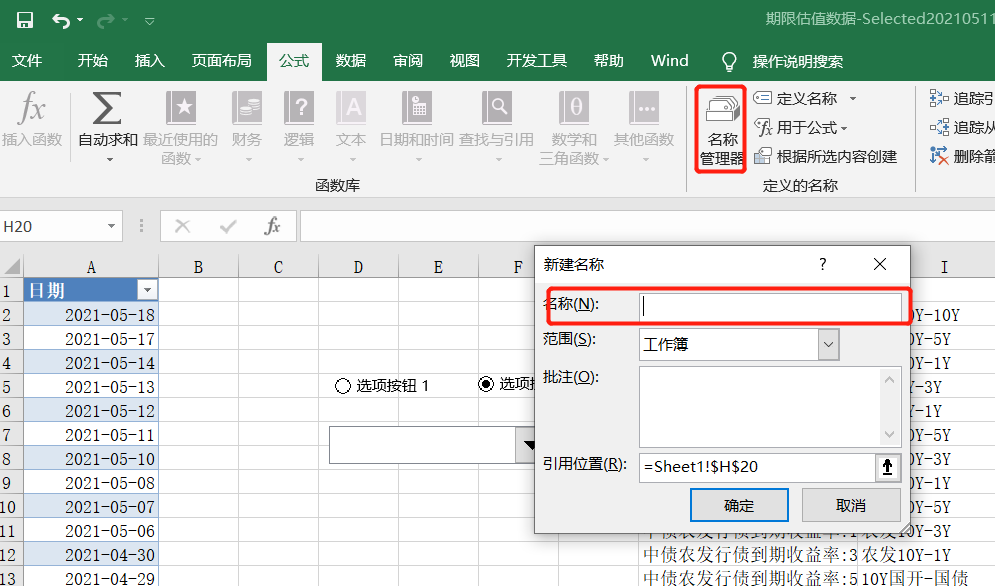 期限估值数据-Selected20210511
文件 开始 插入 页面布局 公式 数据 审阅 视图 开发工具 帮助 Wind 操作说明搜索
fx Σ ? A θ ...
插入函数 自动求和 最近使用的函数 财务 逻辑 文本 日期和时间 查找与引用 数学和三角函数 其他函数
函数库
名称管理器
定义名称
用于公式
根据所选内容创建
定义的名称
追踪引
追踪从
删除箭
H20 fx
A B C D E F I
1 日期
2 2021-05-18 0Y-10Y
3 2021-05-17 0Y-5Y
4 2021-05-14 0Y-1Y
5 2021-05-13 Y-3Y
6 2021-05-12 Y-1Y
7 2021-05-11 0Y-5Y
8 2021-05-10 0Y-3Y
9 2021-05-08 0Y-1Y
10 2021-05-07 0Y-5Y
11 2021-05-06 中债农发行债到期收益率:1 农发10Y-3Y
12 2021-04-30 中债农发行债到期收益率:3 农发10Y-1Y
13 2021-04-29 中债农发行债到期收益率:5 10Y国开-国债
选项按钮 1 选项按
新建名称 ?
名称(N):
范围(S): 工作簿
批注(O):
引用位置(R): =Sheet1!$H$20
确定 取消